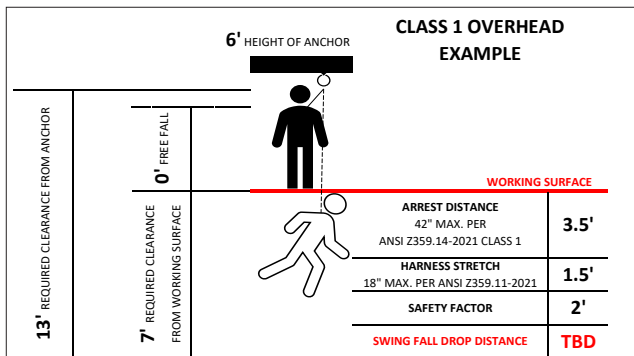 CLASS 1 OVERHEAD
EXAMPLE
6' HEIGHT OF ANCHOR
13' REQUIRED CLEARANCE FROM ANCHOR
0' FREE FALL
7' REQUIRED CLEARANCE
FROM WORKING SURFACE
WORKING SURFACE
ARREST DISTANCE
42" MAX. PER
ANSI Z359.14-2021 CLASS 1
3.5'
HARNESS STRETCH
18" MAX. PER ANSI Z359.11-2021
1.5'
SAFETY FACTOR
2'
SWING FALL DROP DISTANCE
TBD